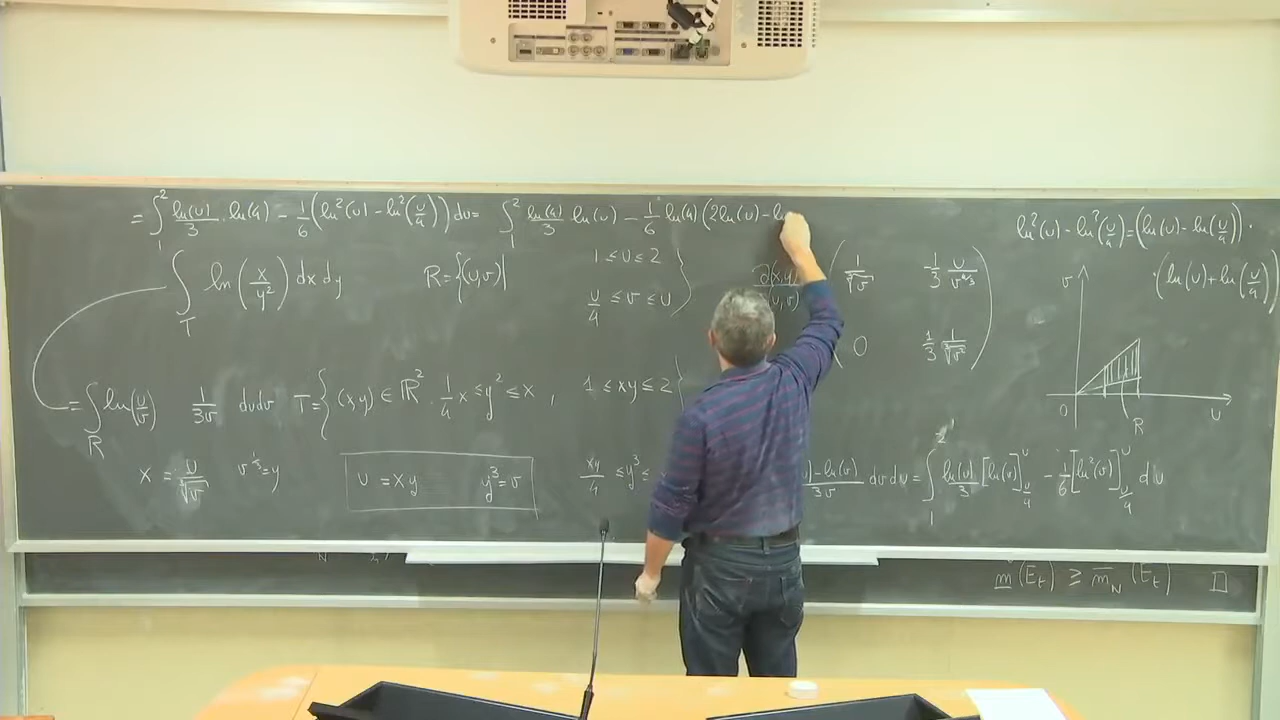 = ∫₁² ln(u)/3 · ln(4) − 1/6 (ln²(u) − ln²(u/4)) du = ∫₁² ln(4)/3 ln(u) − 1/6 ln(4) (2ln(u) − ln
ln²(u) − ln²(u/4) = (ln(u) − ln(u/4)) ·
· (ln(u) + ln(u/4))
∫_T ln(x/y²) dx dy
R = {(u,v) |
1 ≤ u ≤ 2
u/4 ≤ v ≤ u }
∂(x,y)
(u,v)
( 1/∛v 1/3 u/v^{4/3}
0 1/3 1/∛v² )
v
0
u
R
= ∫_R ln(u/v) 1/3v du dv
T = { (x,y) ∈ ℝ² · 1/4 x ≤ y² ≤ x , 1 ≤ xy ≤ 2 }
x = u/∛v v^{1/3} = y
u = xy y³ = v
xy/4 ≤ y³ ≤
) − ln(v)/3v dv du = ∫₁² ln(u)/3 [ln(v)]_{u/4}^{u} − 1/6 [ln²(v)]_{u/4}^{u} du
m(E_t) ≥ m_N(E_t) □